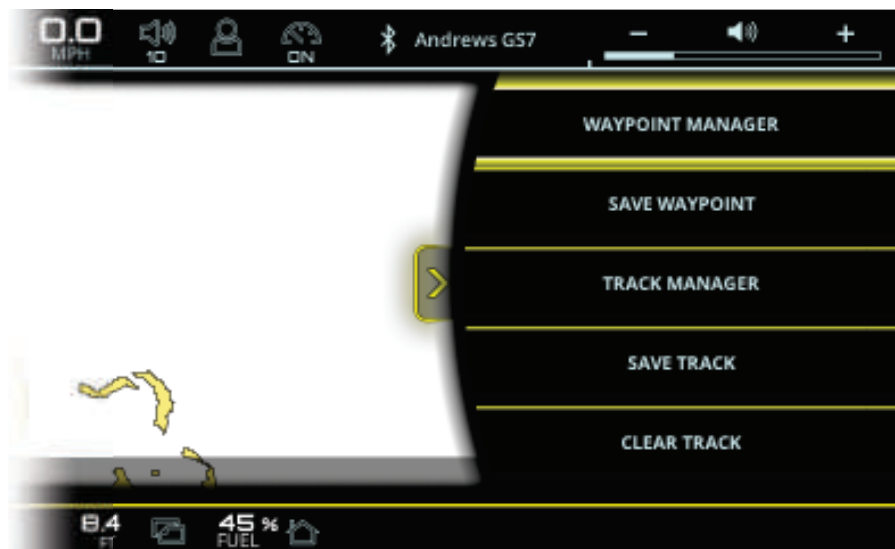 0.0
MPH
10
ON
Andrews GS7
WAYPOINT MANAGER
SAVE WAYPOINT
TRACK MANAGER
SAVE TRACK
CLEAR TRACK
8.4
FT
45 %
FUEL